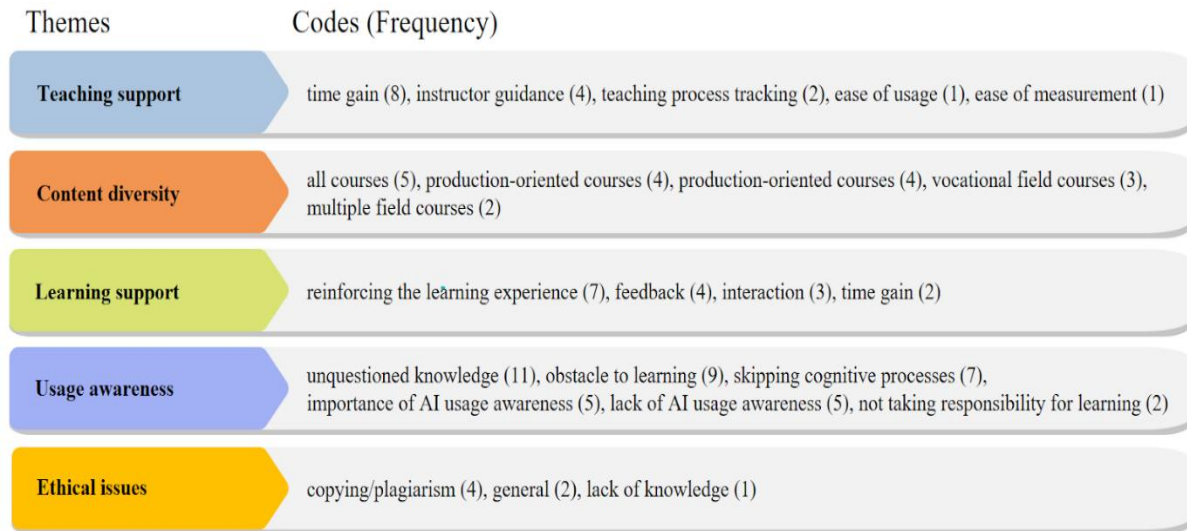 Themes Codes (Frequency)
Teaching support
time gain (8), instructor guidance (4), teaching process tracking (2), ease of usage (1), ease of measurement (1)
Content diversity
all courses (5), production-oriented courses (4), production-oriented courses (4), vocational field courses (3),
multiple field courses (2)
Learning support
reinforcing the learning experience (7), feedback (4), interaction (3), time gain (2)
Usage awareness
unquestioned knowledge (11), obstacle to learning (9), skipping cognitive processes (7),
importance of AI usage awareness (5), lack of AI usage awareness (5), not taking responsibility for learning (2)
Ethical issues
copying/plagiarism (4), general (2), lack of knowledge (1)